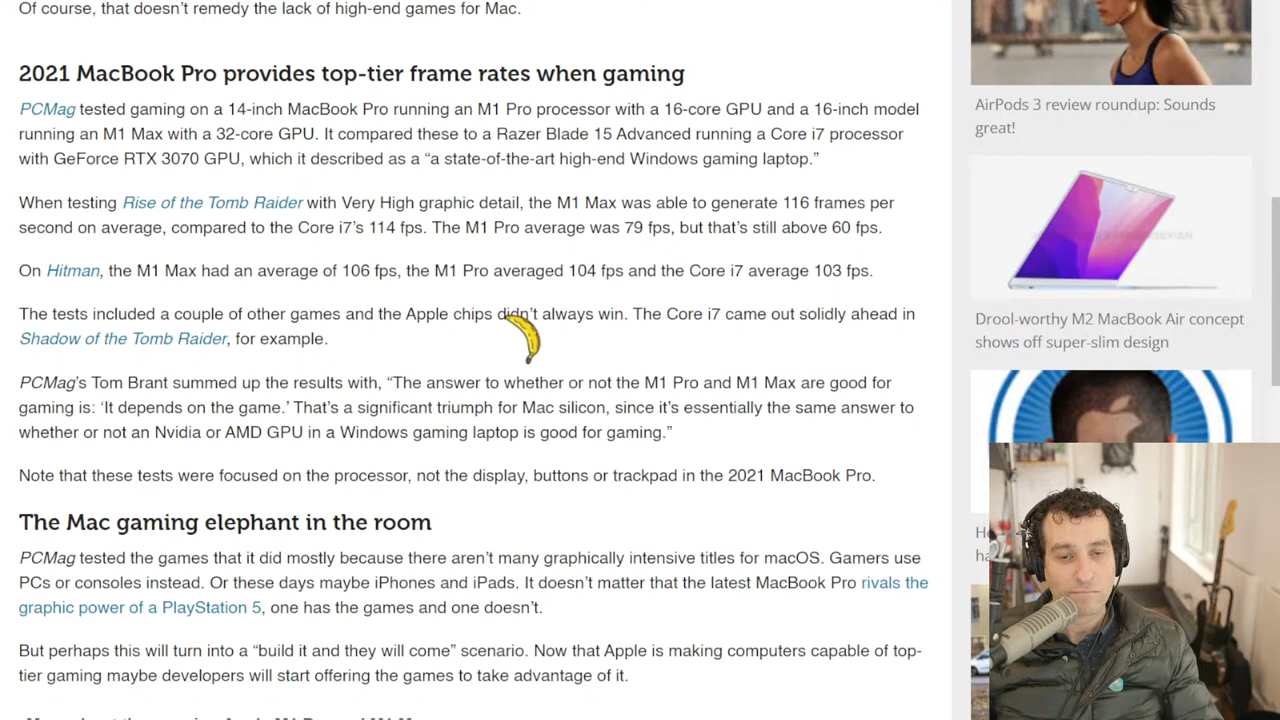 Of course, that doesn’t remedy the lack of high-end games for Mac.
2021 MacBook Pro provides top-tier frame rates when gaming
PCMag tested gaming on a 14-inch MacBook Pro running an M1 Pro processor with a 16-core GPU and a 16-inch model
running an M1 Max with a 32-core GPU. It compared these to a Razer Blade 15 Advanced running a Core i7 processor
with GeForce RTX 3070 GPU, which it described as a “a state-of-the-art high-end Windows gaming laptop.”
When testing Rise of the Tomb Raider with Very High graphic detail, the M1 Max was able to generate 116 frames per
second on average, compared to the Core i7’s 114 fps. The M1 Pro average was 79 fps, but that’s still above 60 fps.
On Hitman, the M1 Max had an average of 106 fps, the M1 Pro averaged 104 fps and the Core i7 average 103 fps.
The tests included a couple of other games and the Apple chips didn’t always win. The Core i7 came out solidly ahead in
Shadow of the Tomb Raider, for example.
PCMag’s Tom Brant summed up the results with, “The answer to whether or not the M1 Pro and M1 Max are good for
gaming is: ‘It depends on the game.’ That’s a significant triumph for Mac silicon, since it’s essentially the same answer to
whether or not an Nvidia or AMD GPU in a Windows gaming laptop is good for gaming.”
Note that these tests were focused on the processor, not the display, buttons or trackpad in the 2021 MacBook Pro.
The Mac gaming elephant in the room
PCMag tested the games that it did mostly because there aren’t many graphically intensive titles for macOS. Gamers use
PCs or consoles instead. Or these days maybe iPhones and iPads. It doesn’t matter that the latest MacBook Pro rivals the
graphic power of a PlayStation 5, one has the games and one doesn’t.
But perhaps this will turn into a “build it and they will come” scenario. Now that Apple is making computers capable of top-
tier gaming maybe developers will start offering the games to take advantage of it.
AirPods 3 review roundup: Sounds
great!
Drool-worthy M2 MacBook Air concept
shows off super-slim design